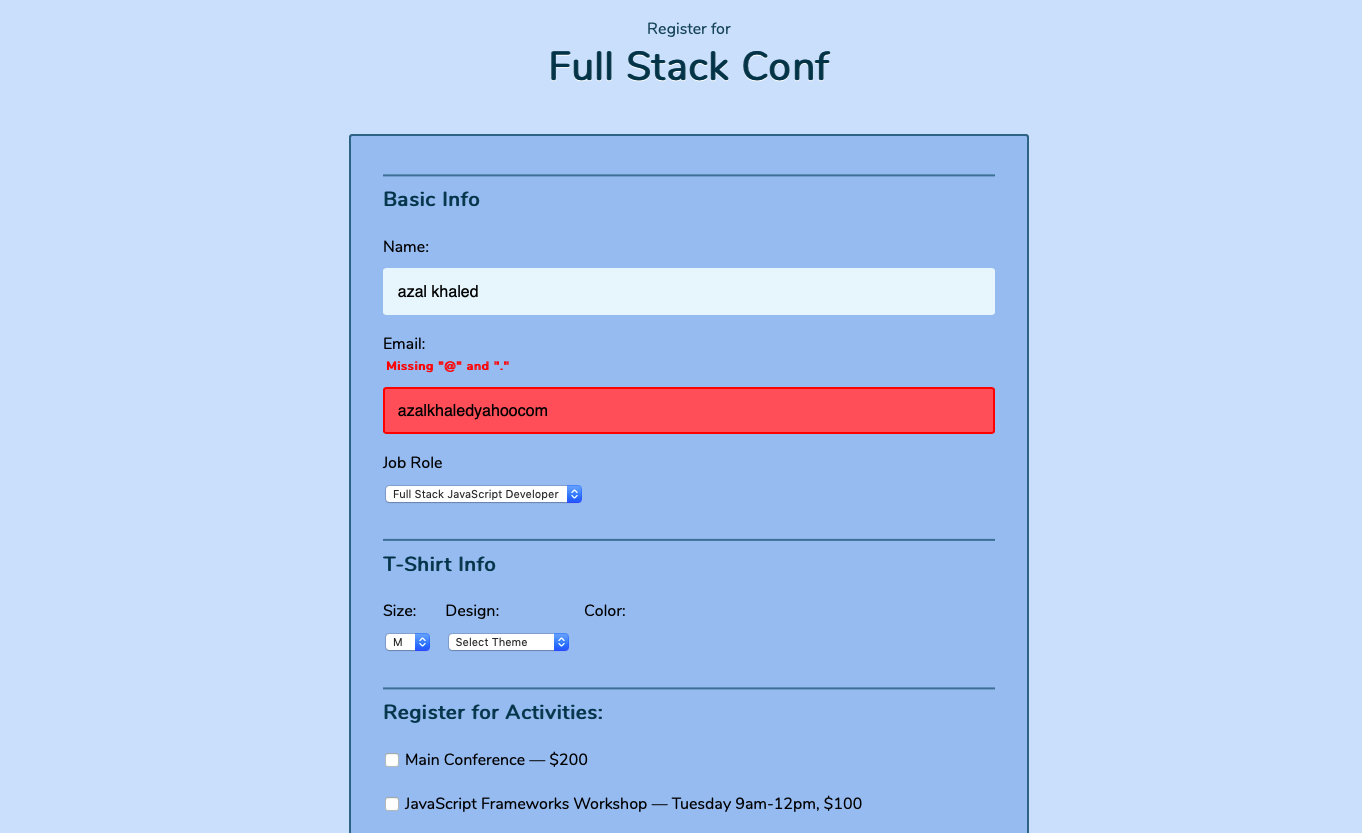 Register for
Full Stack Conf
Basic Info
Name:
azal khaled
Email:
Missing "@" and "."
azalkhaledyahoocom
Job Role
Full Stack JavaScript Developer
T-Shirt Info
Size: Design: Color:
M Select Theme
Register for Activities:
Main Conference — $200
JavaScript Frameworks Workshop — Tuesday 9am-12pm, $100